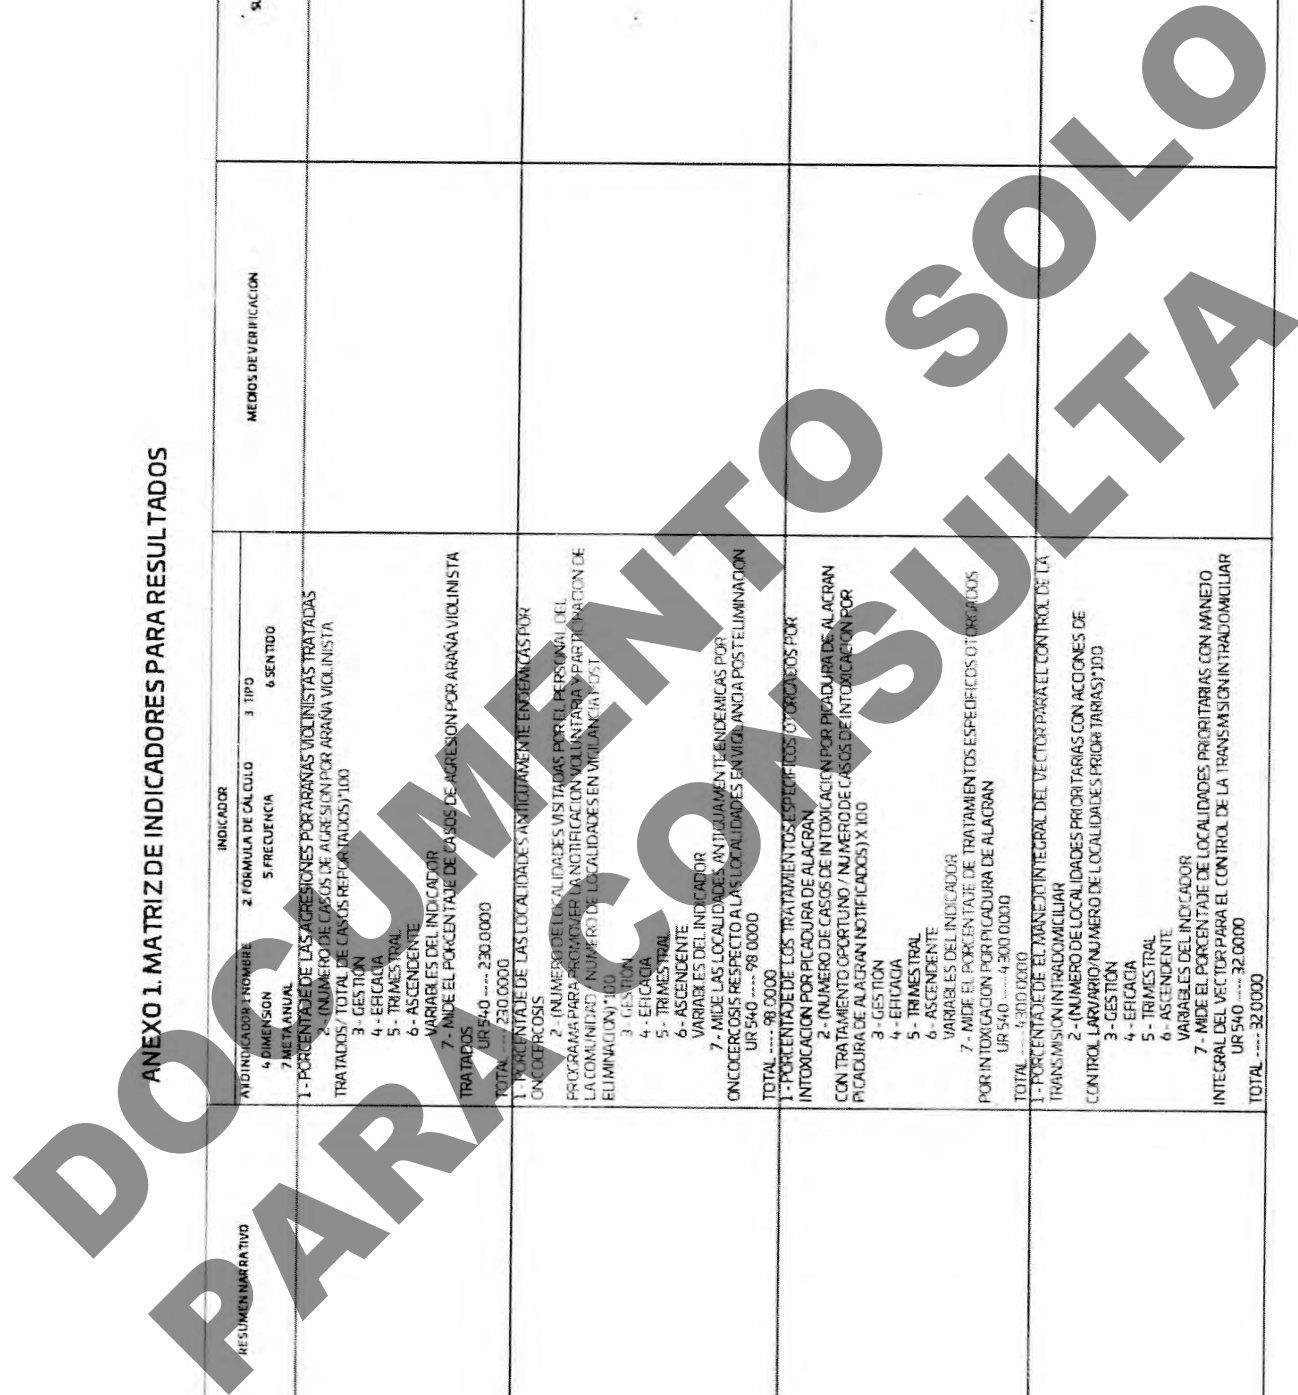 ANEXO 1. MATRIZ DE INDICADORES PARA RESULTADOS
RESUMEN NARRATIVO
INDICADOR
INDICADOR 1 NOMBRE 2. FORMULA DE CÁLCULO 3. TIPO
4 DIMENSION 5.FRECUENCIA 6.SENTIDO
7.META ANUAL
MEDIOS DE VERIFICACION
1 - PORCENTAJE DE LAS AGRESIONES POR ARAÑAS VIOLINISTAS TRATADAS
2 - (NUMERO DE CASOS DE AGRESION POR ARAÑA VIOLINISTA
TRATADOS/ TOTAL DE CASOS REPORTADOS)*100
3 - GESTIÓN
4 - EFICACIA
5 - TRIMESTRAL
6 - ASCENDENTE
VARIABLES DEL INDICADOR
7 - MIDE EL PORCENTAJE DE CASOS DE AGRESION POR ARAÑA VIOLINISTA
TRATADOS
UR 540 ---- 230.0000
TOTAL ---- 230.0000
1 - PORCENTAJE DE LAS LOCALIDADES ANTIGUAMENTE ENDEMICAS POR
ONCOCERCOSIS
2 - (NUMERO DE LOCALIDADES VISITADAS POR EL PERSONAL DEL
PROGRAMA PARA PROMOVER LA NOTIFICACION VOLUNTARIA Y PARTICIPACION DE
LA COMUNIDAD / NUMERO DE LOCALIDADES EN VIGILANCIA POST
ELIMINACION)*100
3 - GESTIÓN
4 - EFICACIA
5 - TRIMESTRAL
6 - ASCENDENTE
VARIABLES DEL INDICADOR
7 - MIDE LAS LOCALIDADES ANTIGUAMENTE ENDEMICAS POR
ONCOCERCOSIS RESPECTO A LAS LOCALIDADES EN VIGILANCIA POSTELIMINACION
UR 540 ---- 98.0000
TOTAL ---- 98.0000
1 - PORCENTAJE DE LOS TRATAMIENTOS ESPECIFICOS OTORGADOS POR
INTOXICACION POR PICADURA DE ALACRAN
2 - (NUMERO DE CASOS DE INTOXICACION POR PICADURA DE ALACRAN
CON TRATAMIENTO OPORTUNO / NUMERO DE CASOS DE INTOXICACION POR
PICADURA DE ALACRAN NOTIFICADOS) X 100
3 - GESTIÓN
4 - EFICACIA
5 - TRIMESTRAL
6 - ASCENDENTE
VARIABLES DEL INDICADOR
7 - MIDE EL PORCENTAJE DE TRATAMIENTOS ESPECIFICOS OTORGADOS
POR INTOXICACION POR PICADURA DE ALACRAN
UR 540 ---- 4300.0000
TOTAL ---- 4300.0000
1 - PORCENTAJE DE EL MANEJO INTEGRAL DEL VECTOR PARA EL CONTROL DE LA
TRANSMISION INTRADOMICILIAR
2 - (NUMERO DE LOCALIDADES PRIORITARIAS CON ACCIONES DE
CONTROL LARVARIO/NUMERO DE LOCALIDADES PRIORITARIAS)*100
3 - GESTIÓN
4 - EFICACIA
5 - TRIMESTRAL
6 - ASCENDENTE
VARIABLES DEL INDICADOR
7 - MIDE EL PORCENTAJE DE LOCALIDADES PRIORITARIAS CON MANEJO
INTEGRAL DEL VECTOR PARA EL CONTROL DE LA TRANSMISION INTRADOMICILIAR
UR 540 ---- 32.0000
TOTAL ---- 32.0000
DOCUMENTO SOLO
PARA CONSULTA